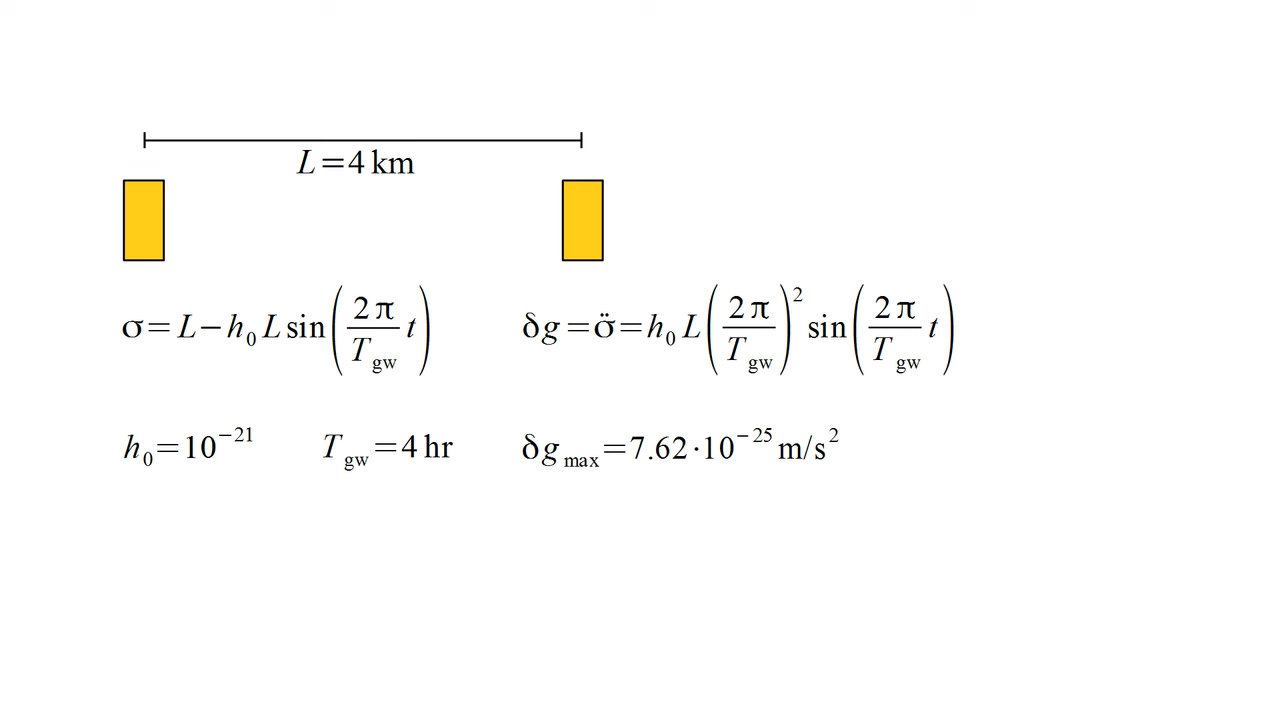 L=4 km
σ=L−h₀ L sin(2π/T_gw t)
δg=σ̈=h₀ L(2π/T_gw)² sin(2π/T_gw t)
h₀=10⁻²¹
T_gw=4 hr
δg_max=7.62·10⁻²⁵ m/s²